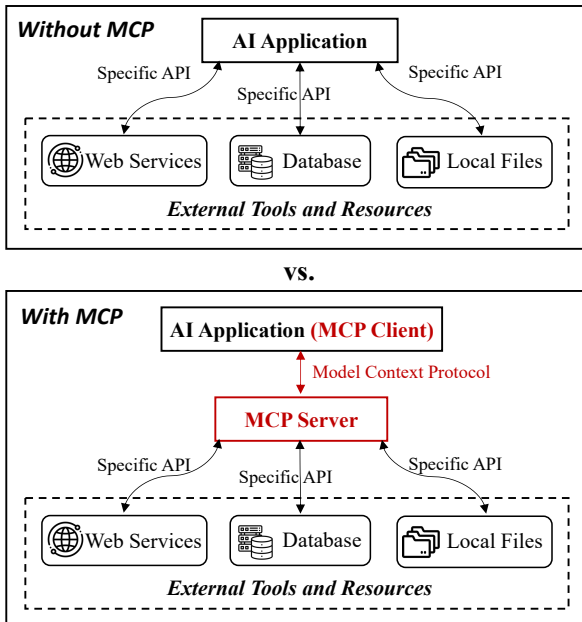 Without MCP
AI Application
Specific API
Specific API
Specific API
Web Services
Database
Local Files
External Tools and Resources
vs.
With MCP
AI Application (MCP Client)
Model Context Protocol
MCP Server
Specific API
Specific API
Specific API
Web Services
Database
Local Files
External Tools and Resources